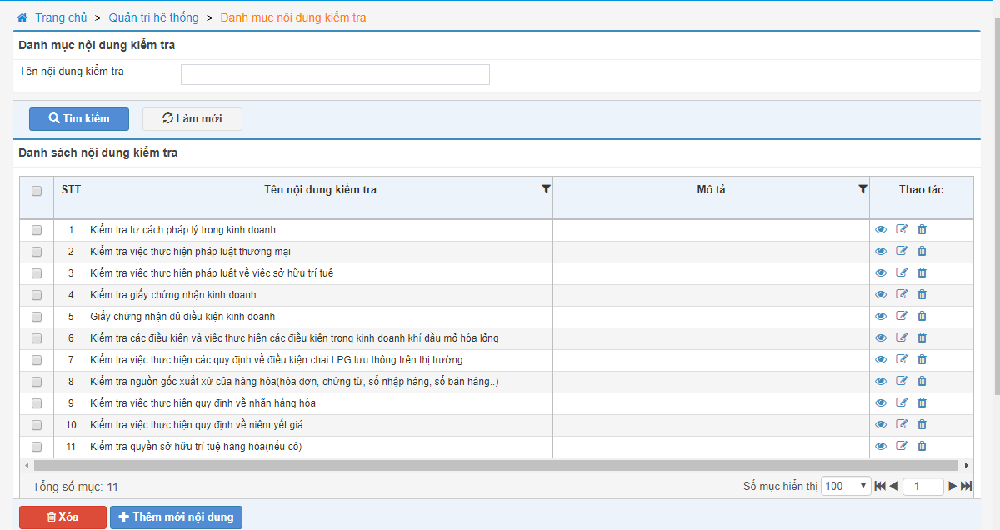 Trang chủ > Quản trị hệ thống > Danh mục nội dung kiểm tra
Danh mục nội dung kiểm tra
Tên nội dung kiểm tra
Tìm kiếm Làm mới
Danh sách nội dung kiểm tra
STT Tên nội dung kiểm tra Mô tả Thao tác
1 Kiểm tra tư cách pháp lý trong kinh doanh
2 Kiểm tra việc thực hiện pháp luật thương mại
3 Kiểm tra việc thực hiện pháp luật về việc sở hữu trí tuệ
4 Kiểm tra giấy chứng nhận kinh doanh
5 Giấy chứng nhận đủ điều kiện kinh doanh
6 Kiểm tra các điều kiện và việc thực hiện các điều kiện trong kinh doanh khí dầu mỏ hóa lỏng
7 Kiểm tra việc thực hiện các quy định về điều kiện chai LPG lưu thông trên thị trường
8 Kiểm tra nguồn gốc xuất xứ của hàng hóa(hóa đơn, chứng từ, sổ nhập hàng, sổ bán hàng..)
9 Kiểm tra việc thực hiện quy định về nhãn hàng hóa
10 Kiểm tra việc thực hiện quy định về niêm yết giá
11 Kiểm tra quyền sở hữu trí tuệ hàng hóa(nếu có)
Tổng số mục: 11 Số mục hiển thị 100 1
Xóa Thêm mới nội dung